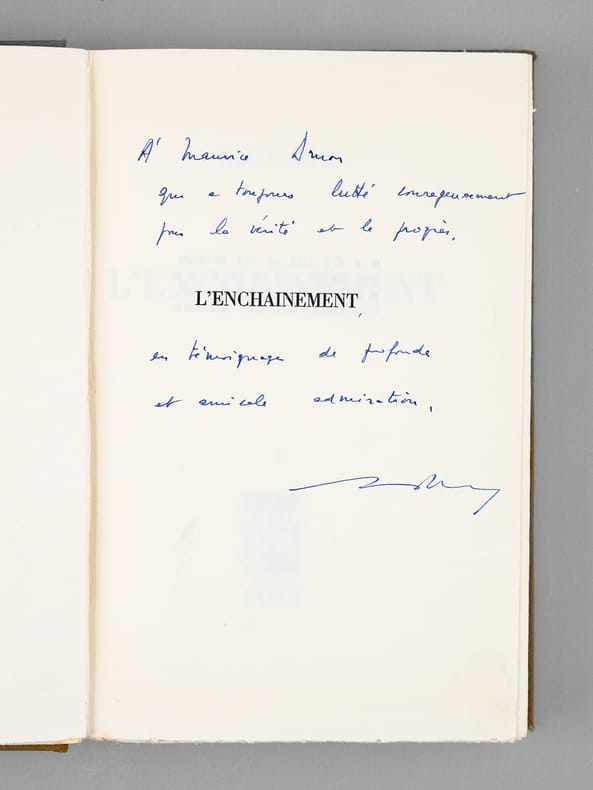 A' Maurice Druon
qui a toujours lutté courageusement
pour la vérité et le progrès,
L'ENCHAINEMENT,
en témoignage de profonde
et amicale admiration,